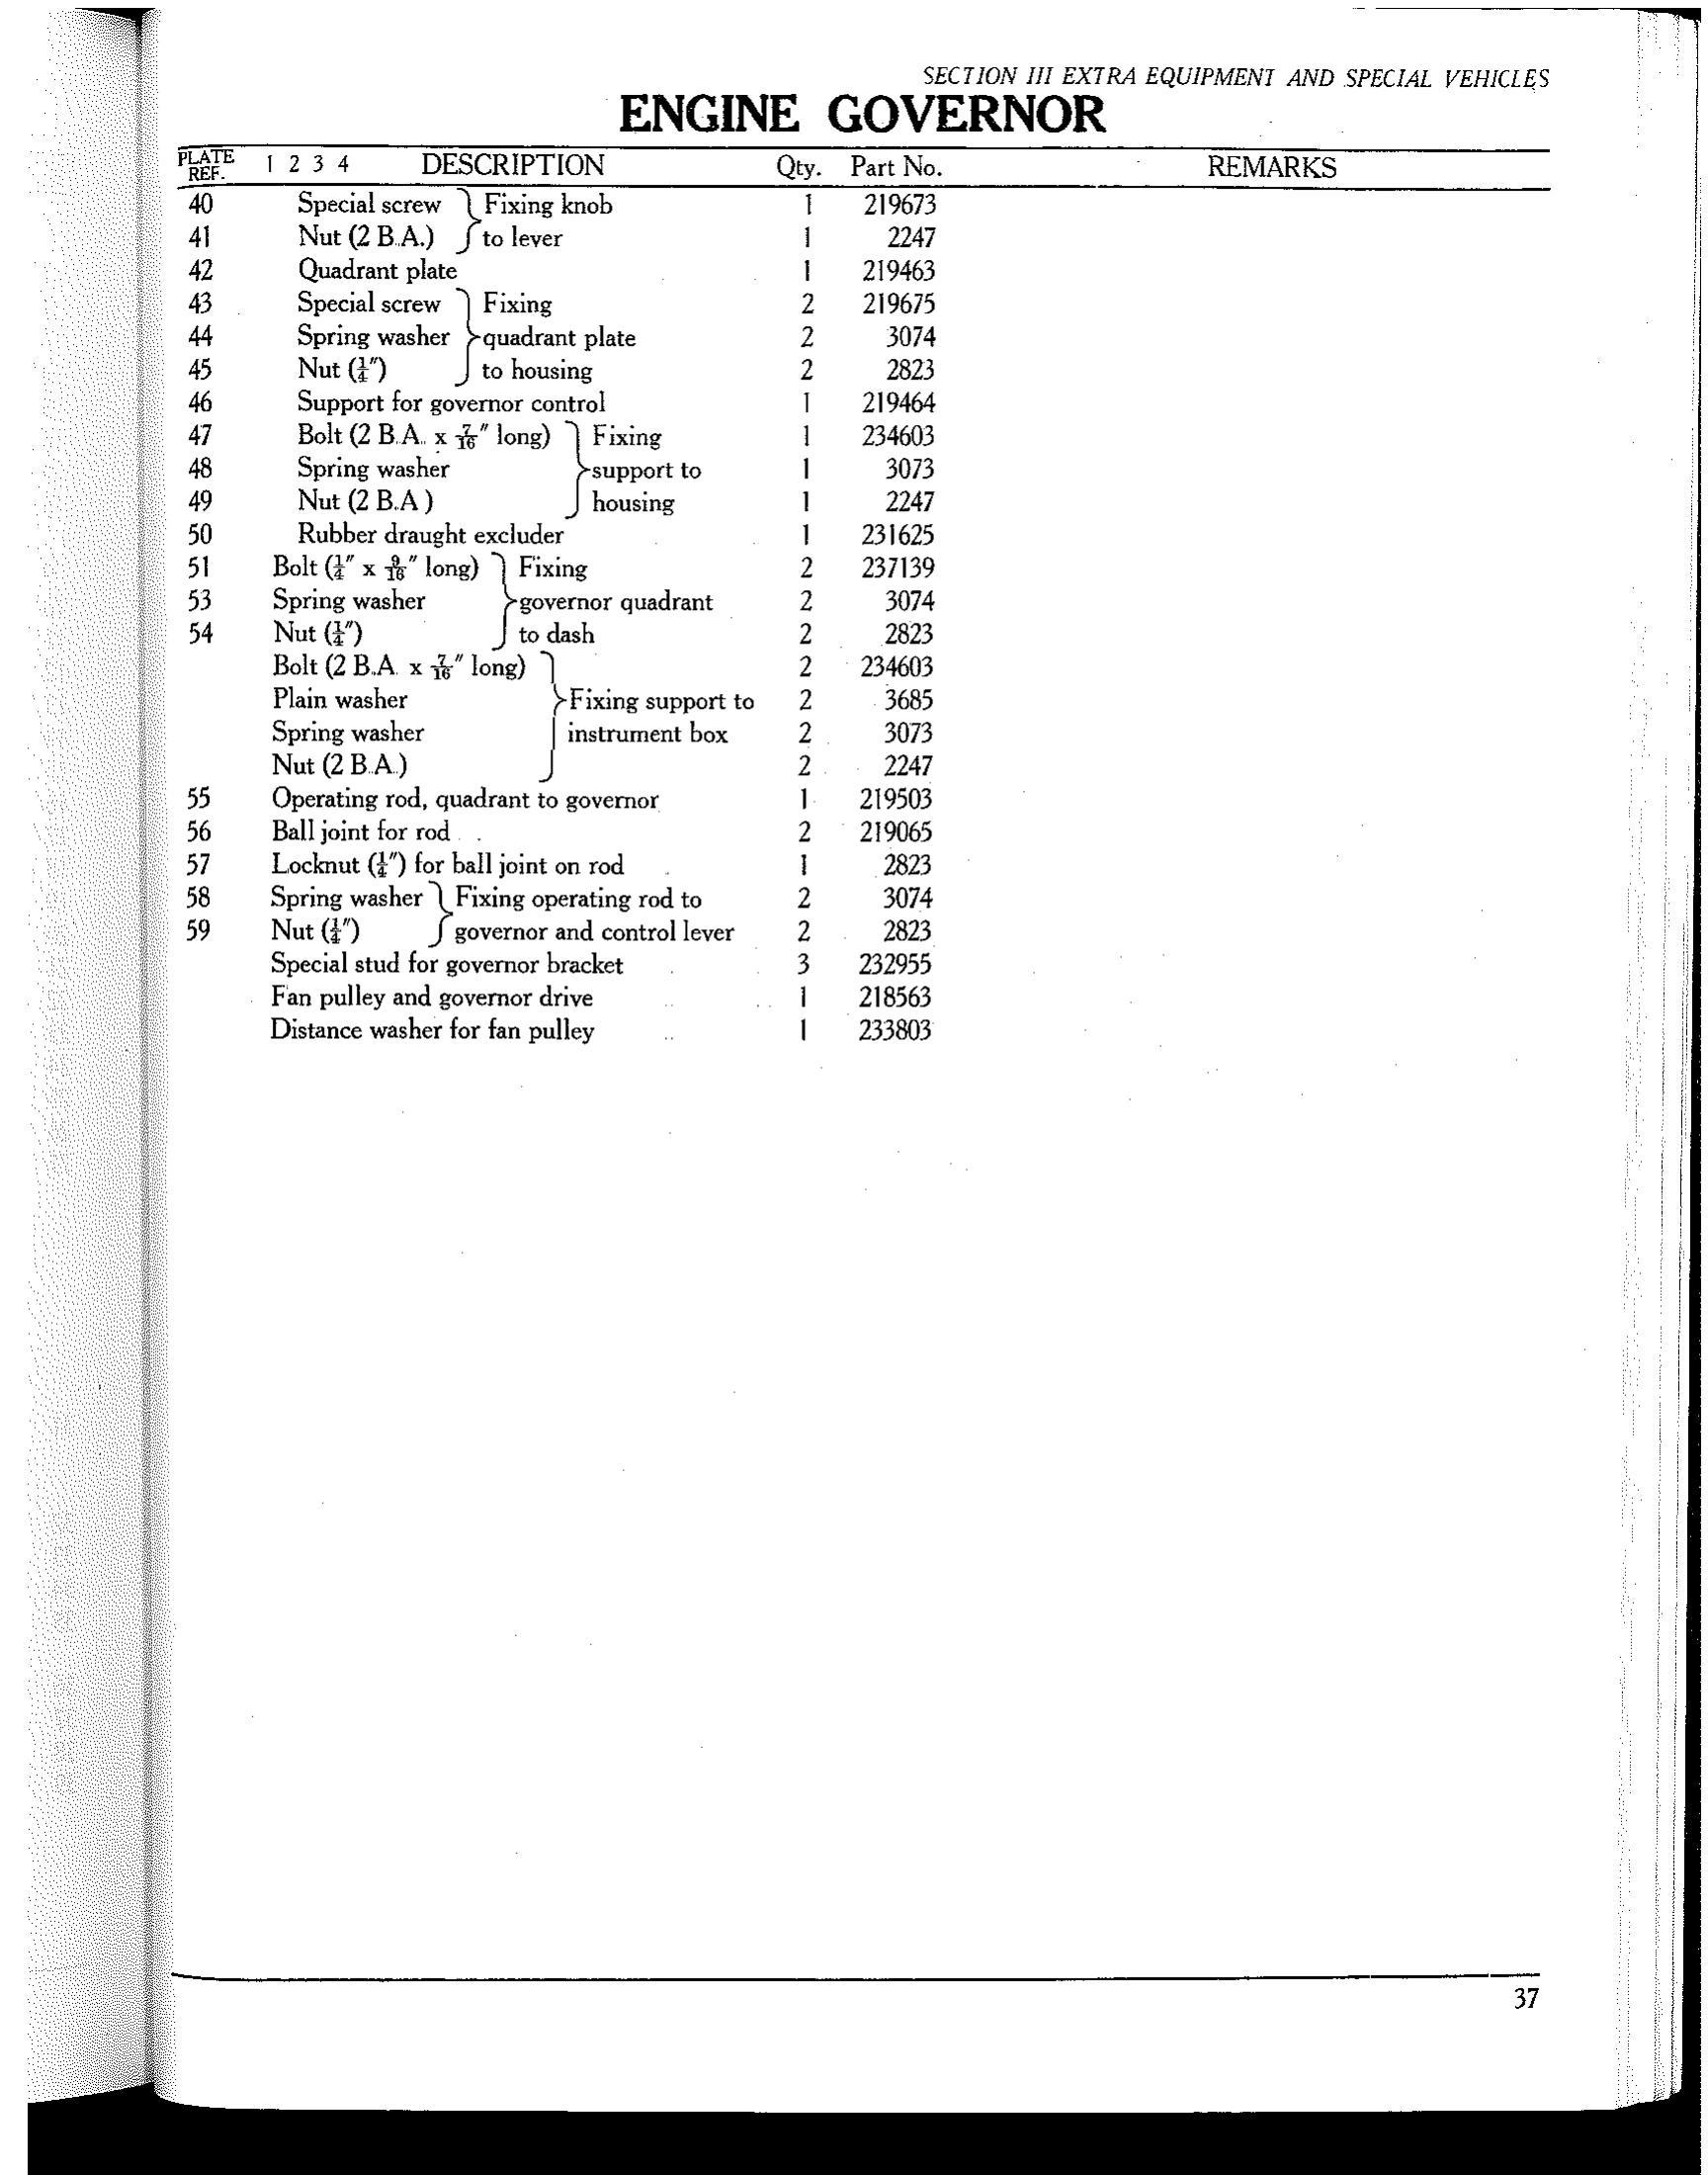 SECTION III EXTRA EQUIPMENT AND SPECIAL VEHICLES
ENGINE GOVERNOR
PLATE REF. 1 2 3 4 DESCRIPTION Qty. Part No. REMARKS
40 Special screw } Fixing knob 1 219673
41 Nut (2 B.A.) } to lever 1 2247
42 Quadrant plate 1 219463
43 Special screw } Fixing 2 219675
44 Spring washer } quadrant plate 2 3074
45 Nut (¼″) } to housing 2 2823
46 Support for governor control 1 219464
47 Bolt (2 B.A. x 7/16″ long) } Fixing 1 234603
48 Spring washer } support to 1 3073
49 Nut (2 B.A ) } housing 1 2247
50 Rubber draught excluder 1 231625
51 Bolt (¼″ x 9/16″ long) } Fixing 2 237139
53 Spring washer } governor quadrant 2 3074
54 Nut (¼″) } to dash 2 2823
Bolt (2 B.A. x 7/16″ long) } 2 234603
Plain washer } Fixing support to 2 3685
Spring washer } instrument box 2 3073
Nut (2 B.A.) } 2 2247
55 Operating rod, quadrant to governor 1 219503
56 Ball joint for rod 2 219065
57 Locknut (¼″) for ball joint on rod 1 2823
58 Spring washer } Fixing operating rod to 2 3074
59 Nut (¼″) } governor and control lever 2 2823
Special stud for governor bracket 3 232955
Fan pulley and governor drive 1 218563
Distance washer for fan pulley 1 233803
37